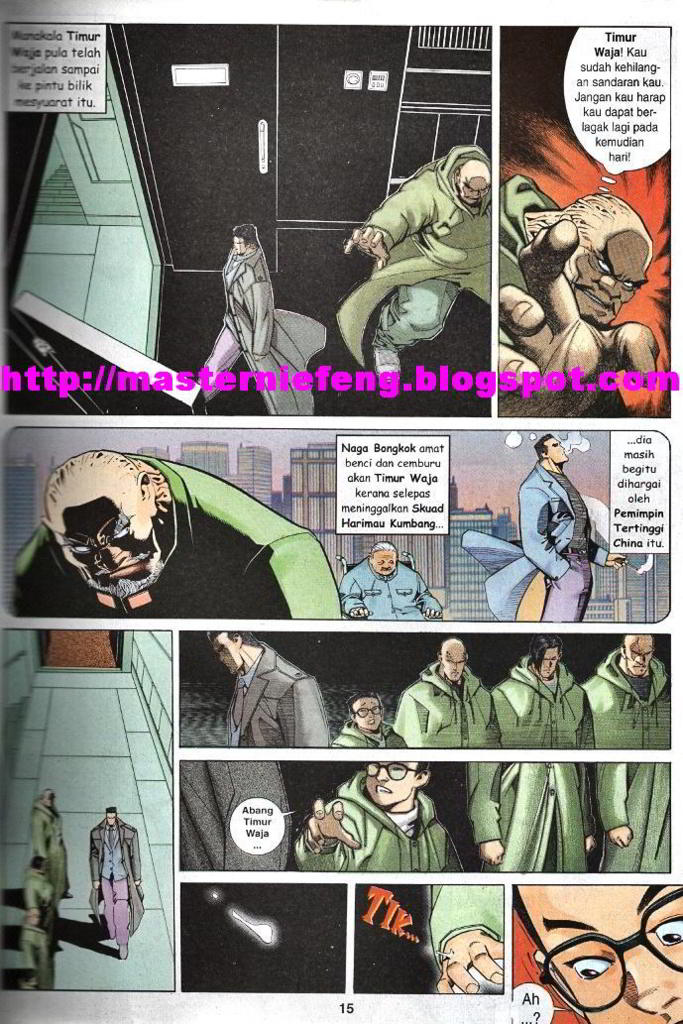 Manakala Timur
Waja pula telah
berjalan sampai
ke pintu bilik
mesyuarat itu.
Timur
Waja! Kau
sudah kehilang-
an sandaran kau.
Jangan kau harap
kau dapat ber-
lagak lagi pada
kemudian
hari!
http://masterniefeng.blogspot.com
Naga Bongkok amat
benci dan cemburu
akan Timur Waja
kerana selepas
meninggalkan Skuad
Harimau Kumbang...
...dia
masih
begitu
dihargai
oleh
Pemimpin
Tertinggi
China itu.
Abang
Timur
Waja
...
TIK...
Ah
...?
15